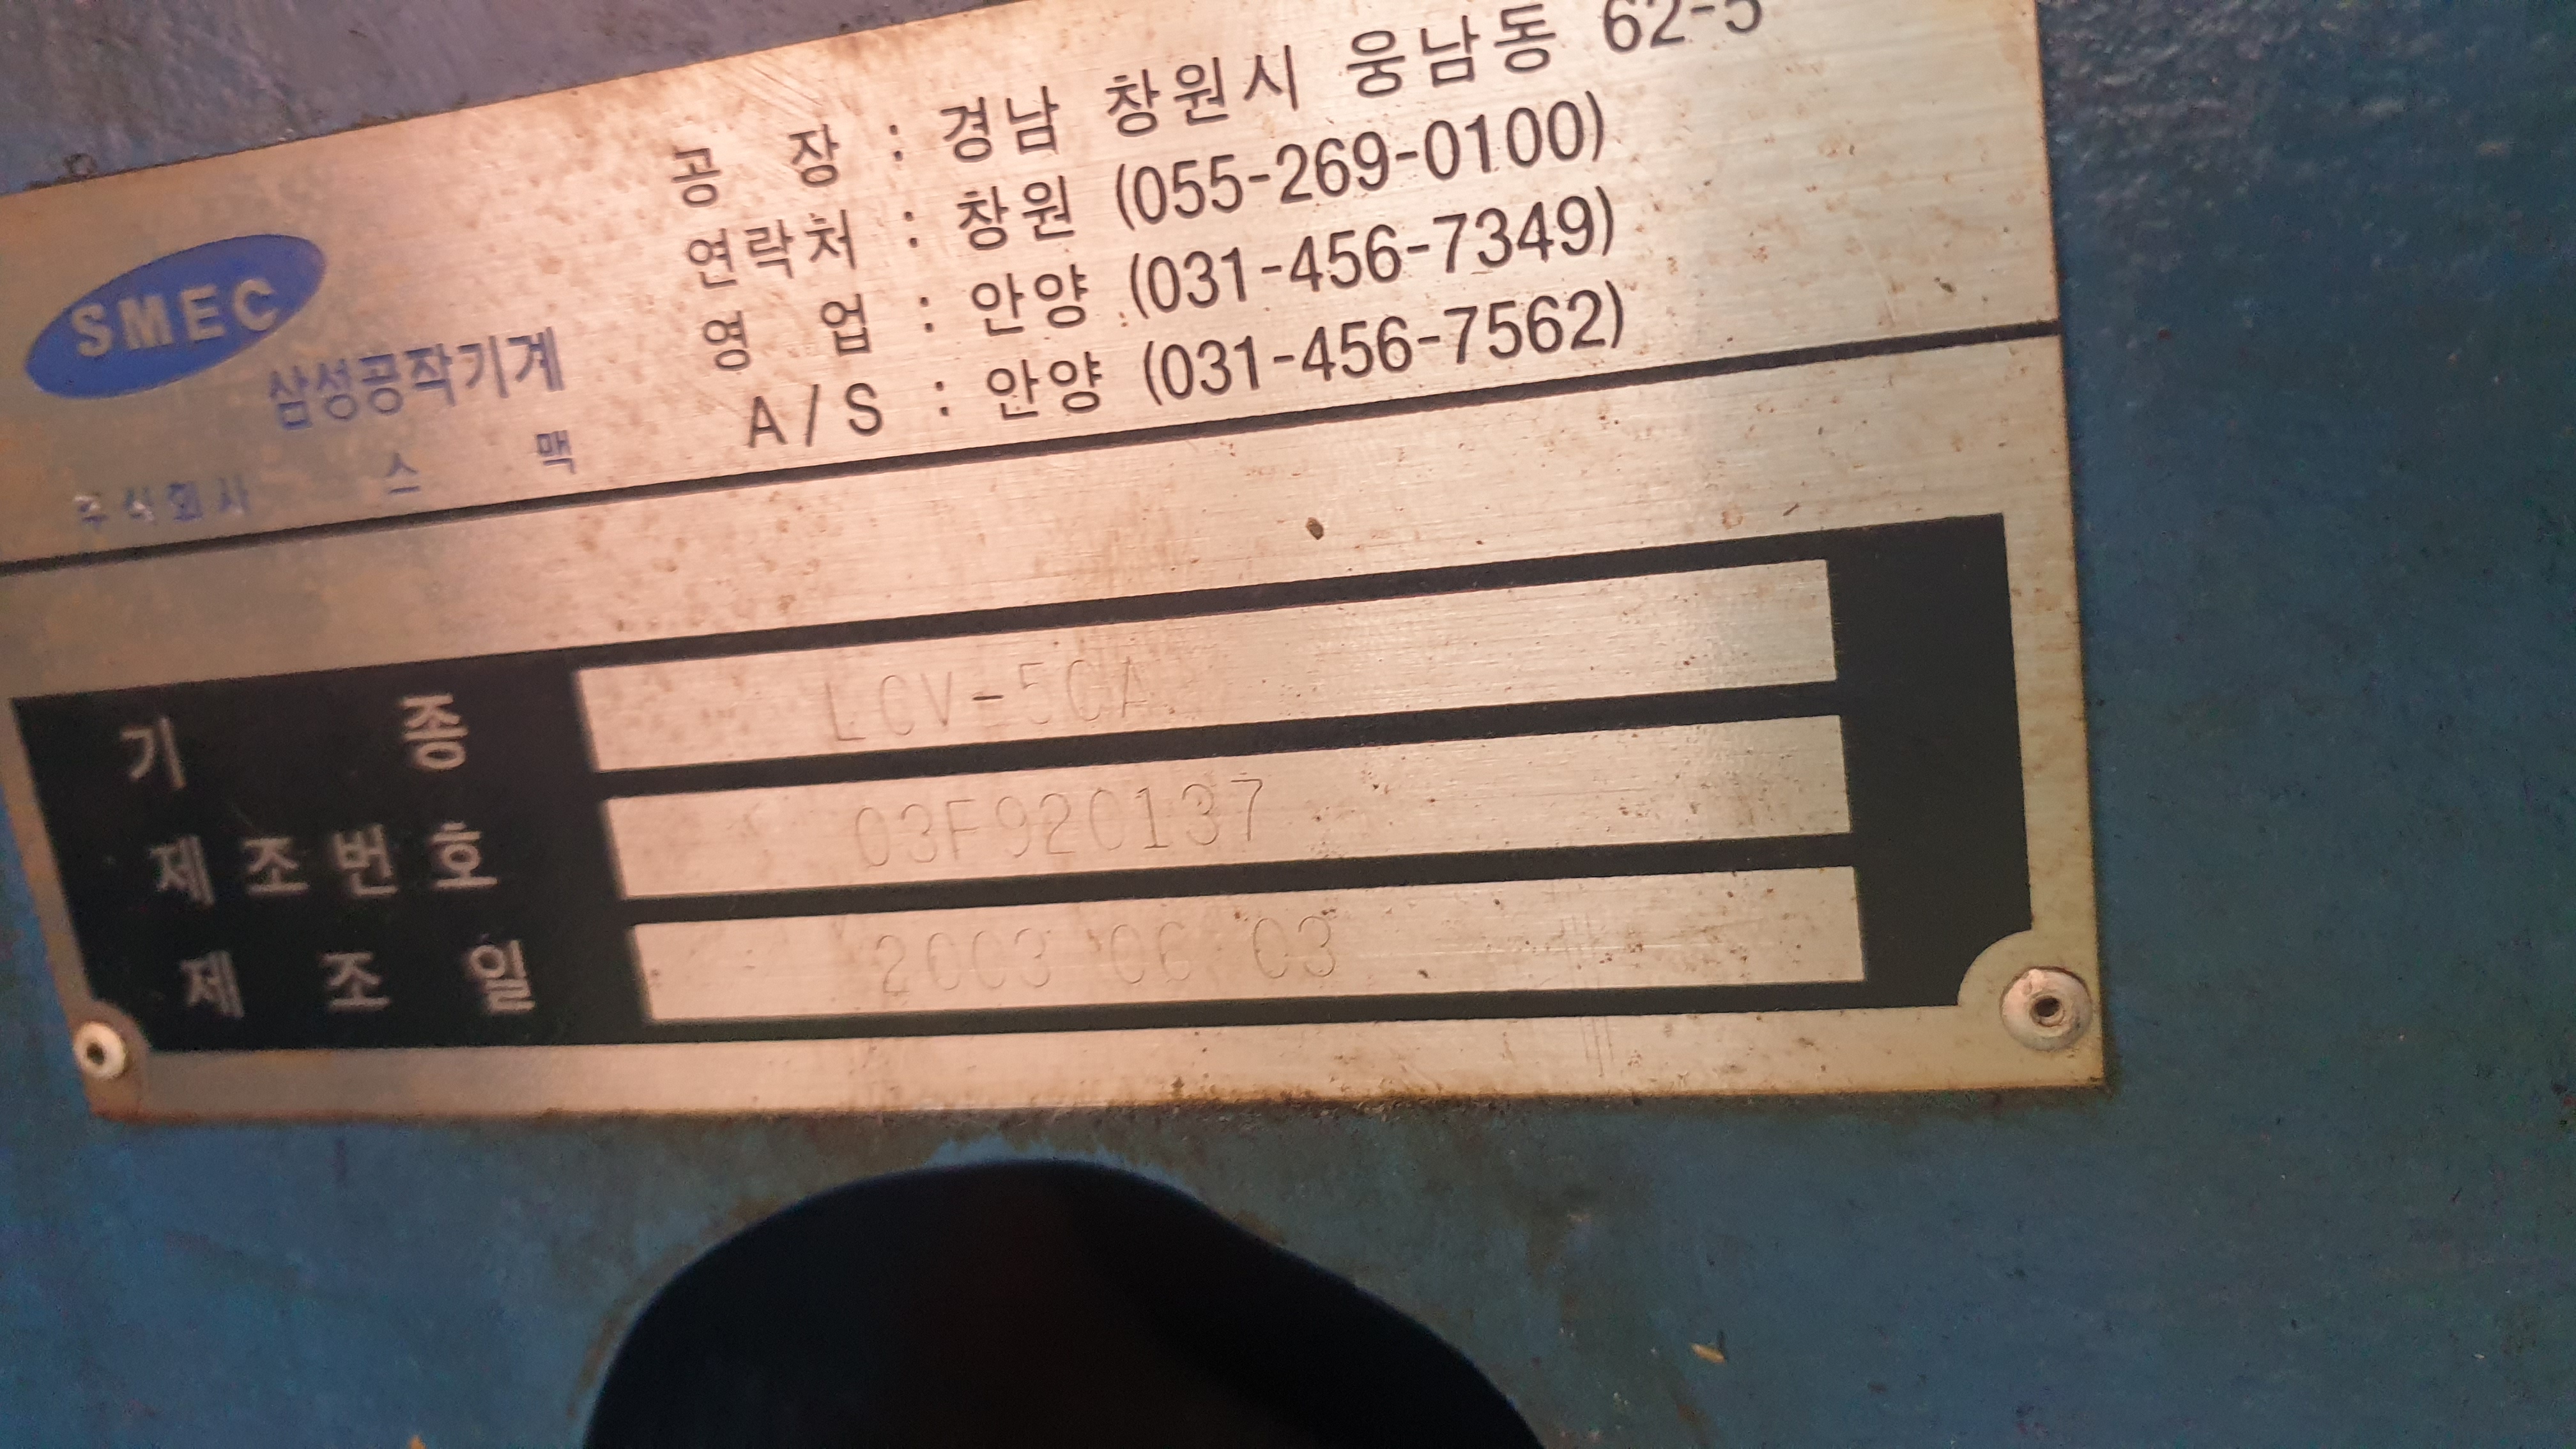 공 장 : 경남 창원시 웅남동 62-5
연락처 : 창원 (055-269-0100)
영 업 : 안양 (031-456-7349)
A/S : 안양 (031-456-7562)
SMEC
삼성공작기계
주식회사 스 맥
기 종 LCV-50A
제조번호 03F920137
제 조 일 2003 06 03